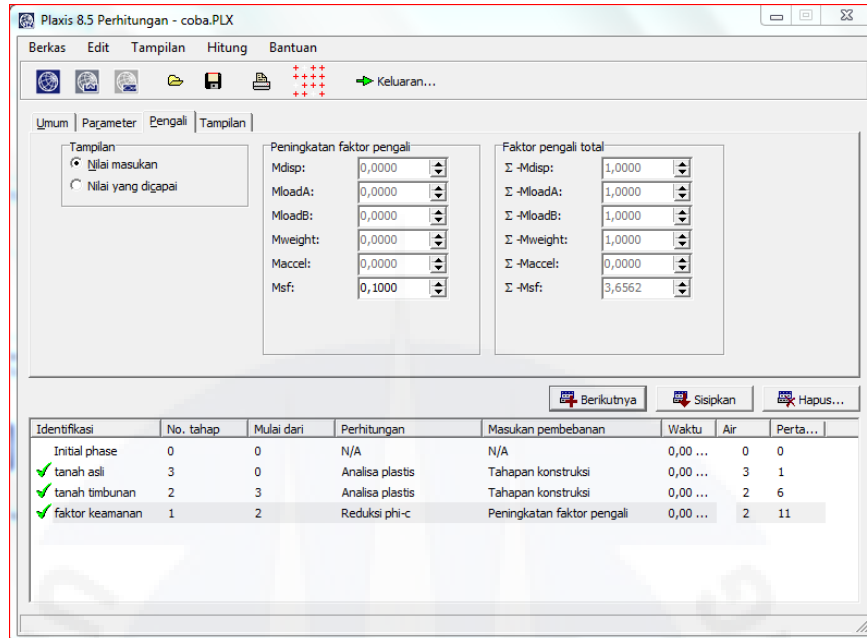 Plaxis 8.5 Perhitungan - coba.PLX
Berkas Edit Tampilan Hitung Bantuan
Keluaran...
Umum Parameter Pengali Tampilan
Tampilan
Nilai masukan
Nilai yang dicapai
Peningkatan faktor pengali
Mdisp: 0,0000
MloadA: 0,0000
MloadB: 0,0000
Mweight: 0,0000
Maccel: 0,0000
Msf: 0,1000
Faktor pengali total
Σ -Mdisp: 1,0000
Σ -MloadA: 1,0000
Σ -MloadB: 1,0000
Σ -Mweight: 1,0000
Σ -Maccel: 0,0000
Σ -Msf: 3,6562
Berikutnya Sisipkan Hapus...
Identifikasi No. tahap Mulai dari Perhitungan Masukan pembebanan Waktu Air Perta...
Initial phase 0 0 N/A N/A 0,00 ... 0 0
tanah asli 3 0 Analisa plastis Tahapan konstruksi 0,00 ... 3 1
tanah timbunan 2 3 Analisa plastis Tahapan konstruksi 0,00 ... 2 6
faktor keamanan 1 2 Reduksi phi-c Peningkatan faktor pengali 0,00 ... 2 11